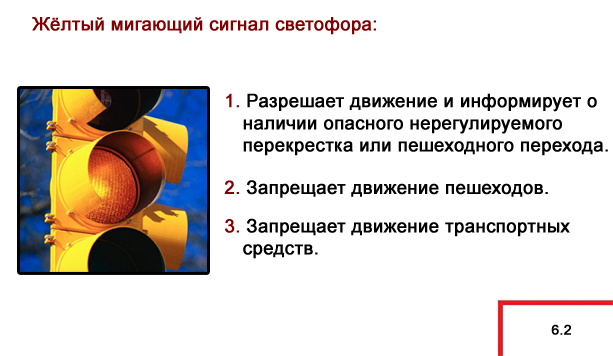 Жёлтый мигающий сигнал светофора:
1. Разрешает движение и информирует о
наличии опасного нерегулируемого
перекрестка или пешеходного перехода.
2. Запрещает движение пешеходов.
3. Запрещает движение транспортных
средств.
6.2